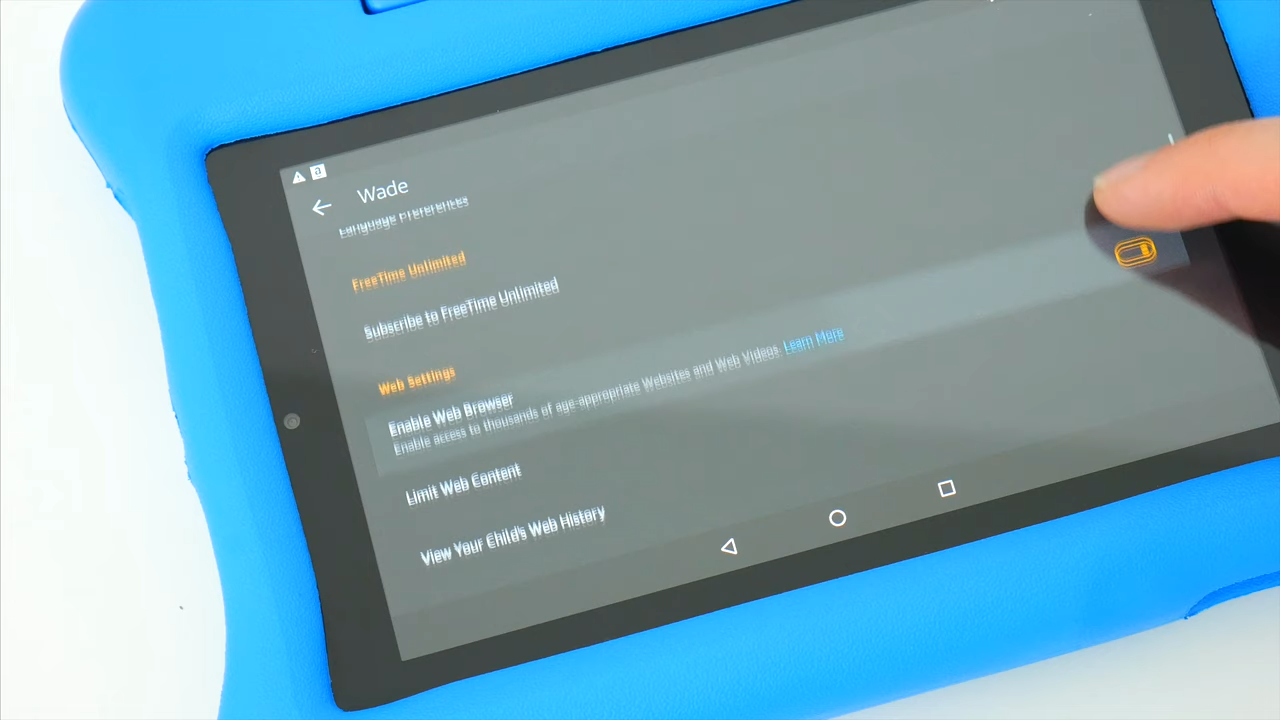 a
Wade
Language Preferences
FreeTime Unlimited
Subscribe to FreeTime Unlimited
Web Settings
Enable Web Browser
Enable access to thousands of age-appropriate Websites and Web Videos. Learn More
Limit Web Content
View Your Child's Web History